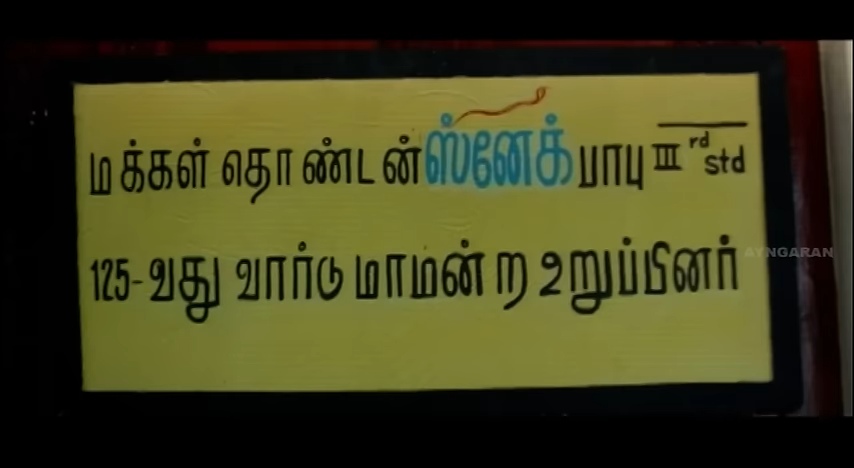 மக்கள் தொண்டன் ஸ்னேக் பாபு III rd std
125-வது வார்டு மாமன்ற உறுப்பினர்
AYNGARAN